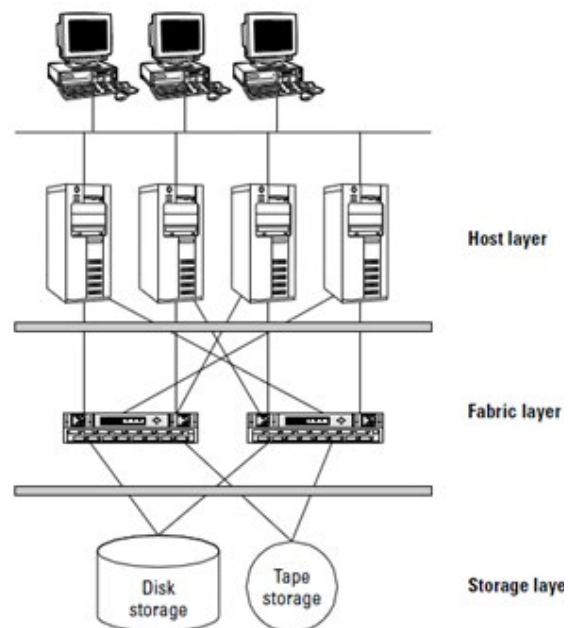 Host layer
Fabric layer
Disk
storage
Tape
storage
Storage laye